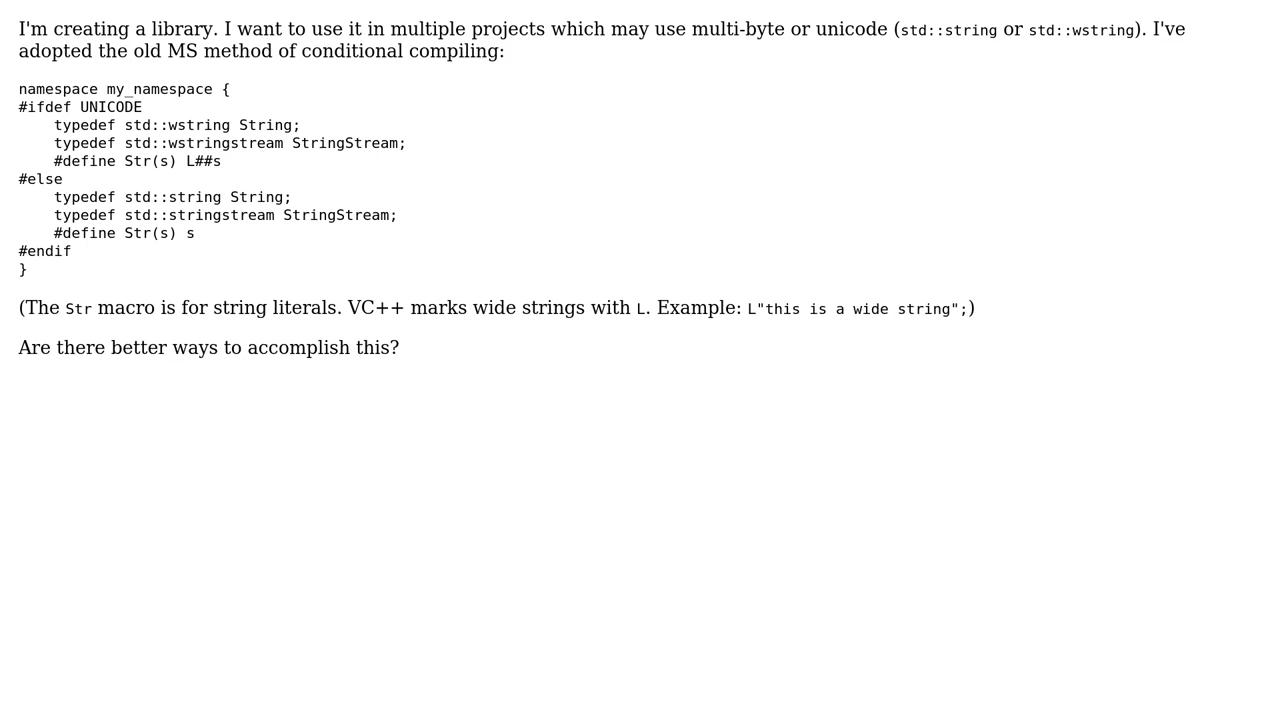 I'm creating a library. I want to use it in multiple projects which may use multi-byte or unicode (std::string or std::wstring). I've
adopted the old MS method of conditional compiling:
namespace my_namespace {
#ifdef UNICODE
    typedef std::wstring String;
    typedef std::wstringstream StringStream;
    #define Str(s) L##s
#else
    typedef std::string String;
    typedef std::stringstream StringStream;
    #define Str(s) s
#endif
}
(The Str macro is for string literals. VC++ marks wide strings with L. Example: L"this is a wide string";)
Are there better ways to accomplish this?